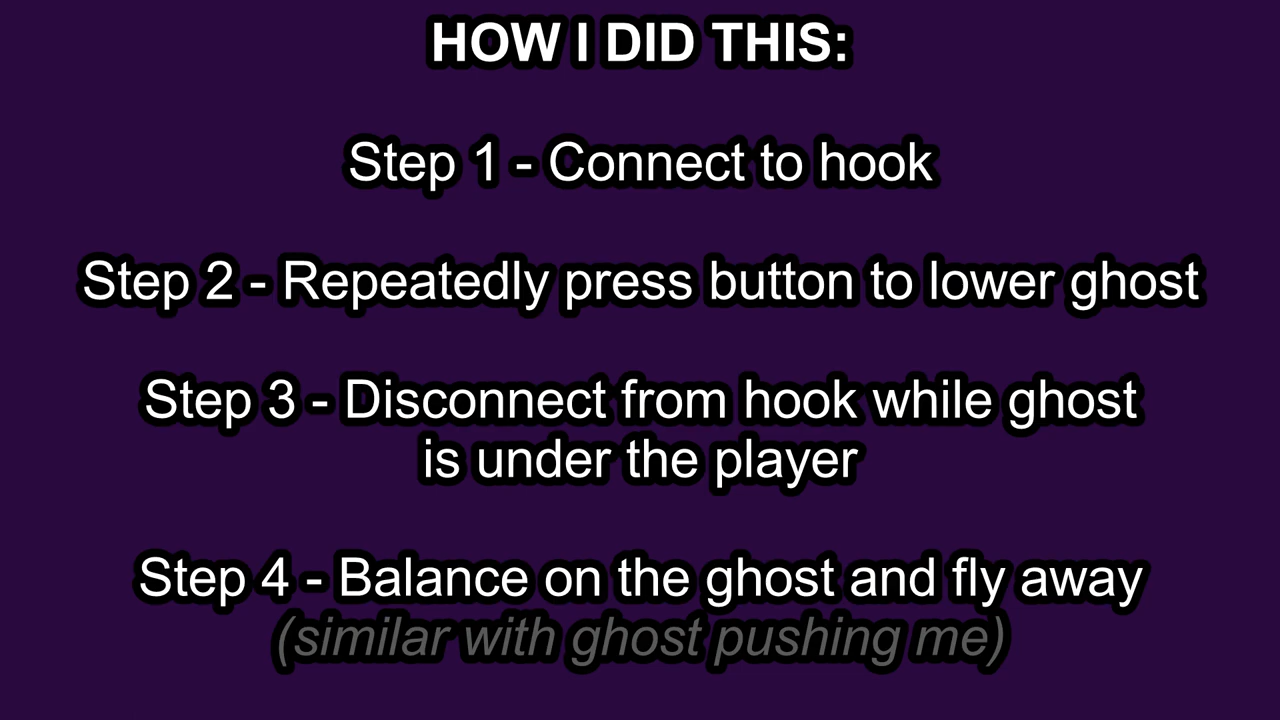 HOW I DID THIS:
Step 1 - Connect to hook
Step 2 - Repeatedly press button to lower ghost
Step 3 - Disconnect from hook while ghost
is under the player
Step 4 - Balance on the ghost and fly away
(similar with ghost pushing me)